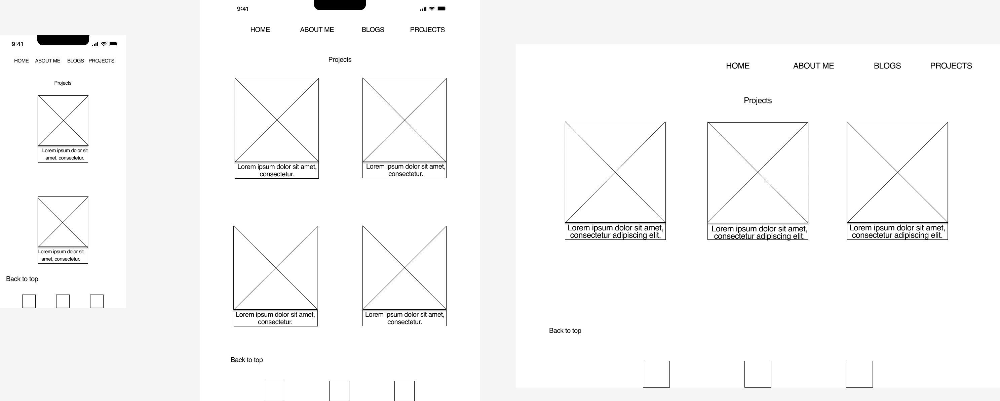 9:41
HOME ABOUT ME BLOGS PROJECTS
Projects
Lorem ipsum dolor sit
amet, consectetur.
Lorem ipsum dolor sit
amet, consectetur.
Back to top
9:41
HOME ABOUT ME BLOGS PROJECTS
Projects
Lorem ipsum dolor sit amet,
consectetur.
Lorem ipsum dolor sit amet,
consectetur.
Lorem ipsum dolor sit amet,
consectetur.
Lorem ipsum dolor sit amet,
consectetur.
Back to top
HOME ABOUT ME BLOGS PROJECTS
Projects
Lorem ipsum dolor sit amet,
consectetur adipiscing elit.
Lorem ipsum dolor sit amet,
consectetur adipiscing elit.
Lorem ipsum dolor sit amet,
consectetur adipiscing elit.
Back to top